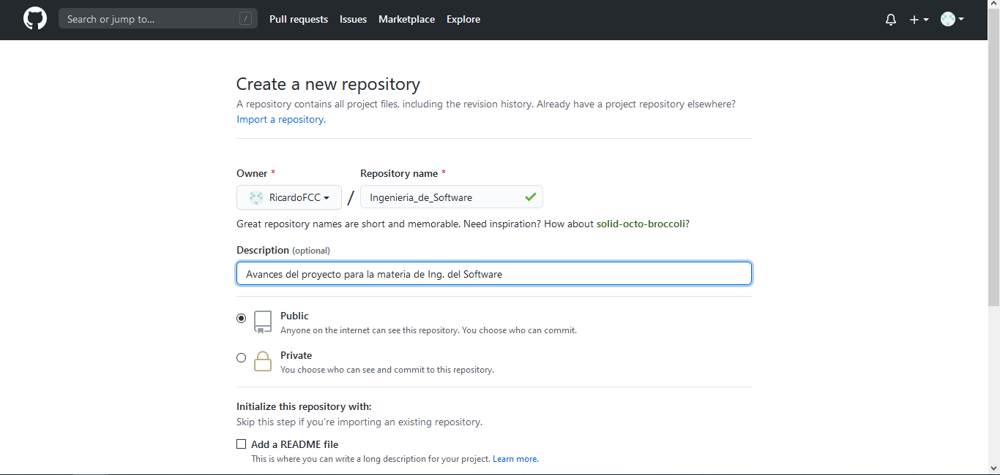 Search or jump to... / Pull requests Issues Marketplace Explore
Create a new repository
A repository contains all project files, including the revision history. Already have a project repository elsewhere?
Import a repository.
Owner * Repository name *
RicardoFCC / Ingenieria_de_Software
Great repository names are short and memorable. Need inspiration? How about solid-octo-broccoli?
Description (optional)
Avances del proyecto para la materia de Ing. del Software
Public
Anyone on the internet can see this repository. You choose who can commit.
Private
You choose who can see and commit to this repository.
Initialize this repository with:
Skip this step if you're importing an existing repository.
Add a README file
This is where you can write a long description for your project. Learn more.